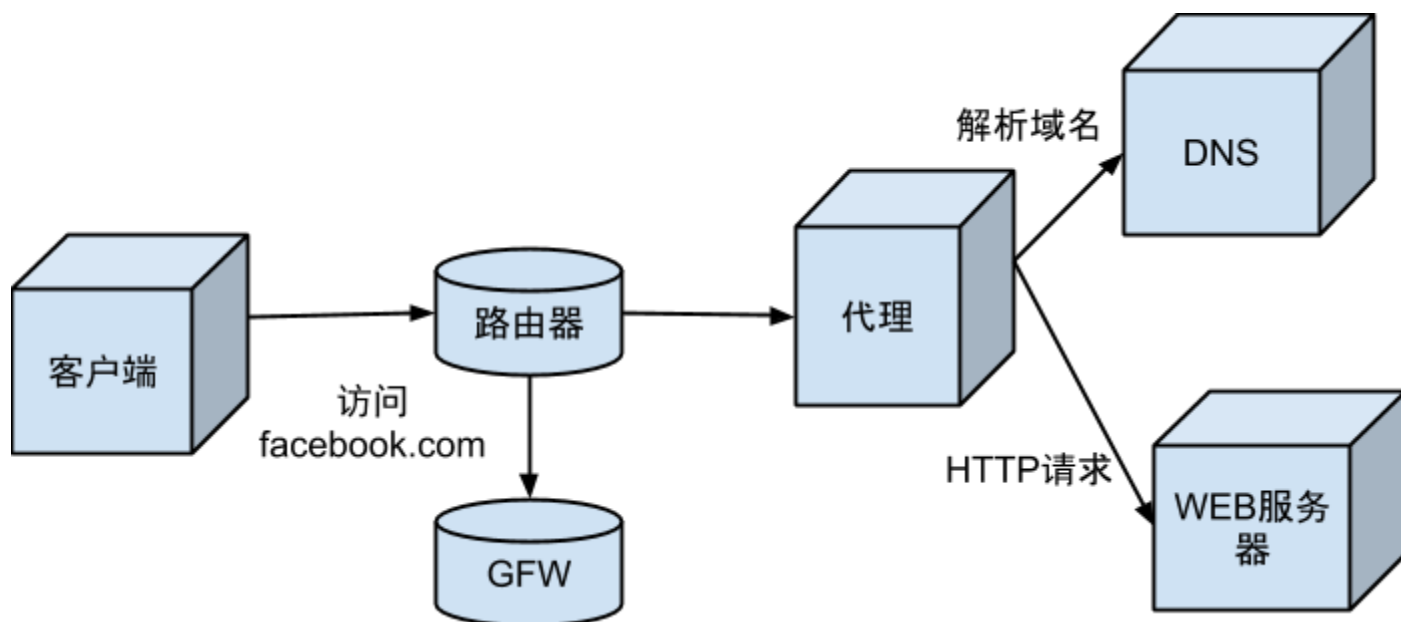 客户端
访问
facebook.com
路由器
GFW
代理
解析域名
DNS
HTTP请求
WEB服务
器